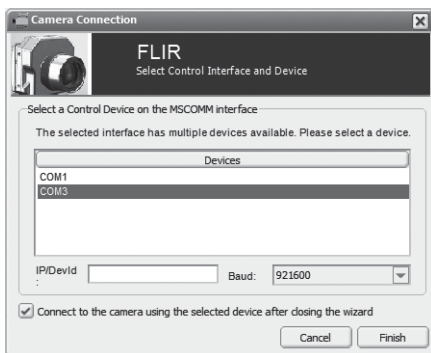 Camera Connection
FLIR
Select Control Interface and Device
Select a Control Device on the MSCOMM interface
The selected interface has multiple devices available. Please select a device.
Devices
COM1
COM3
IP/DevId
:
Baud:
921600
Connect to the camera using the selected device after closing the wizard
Cancel
Finish